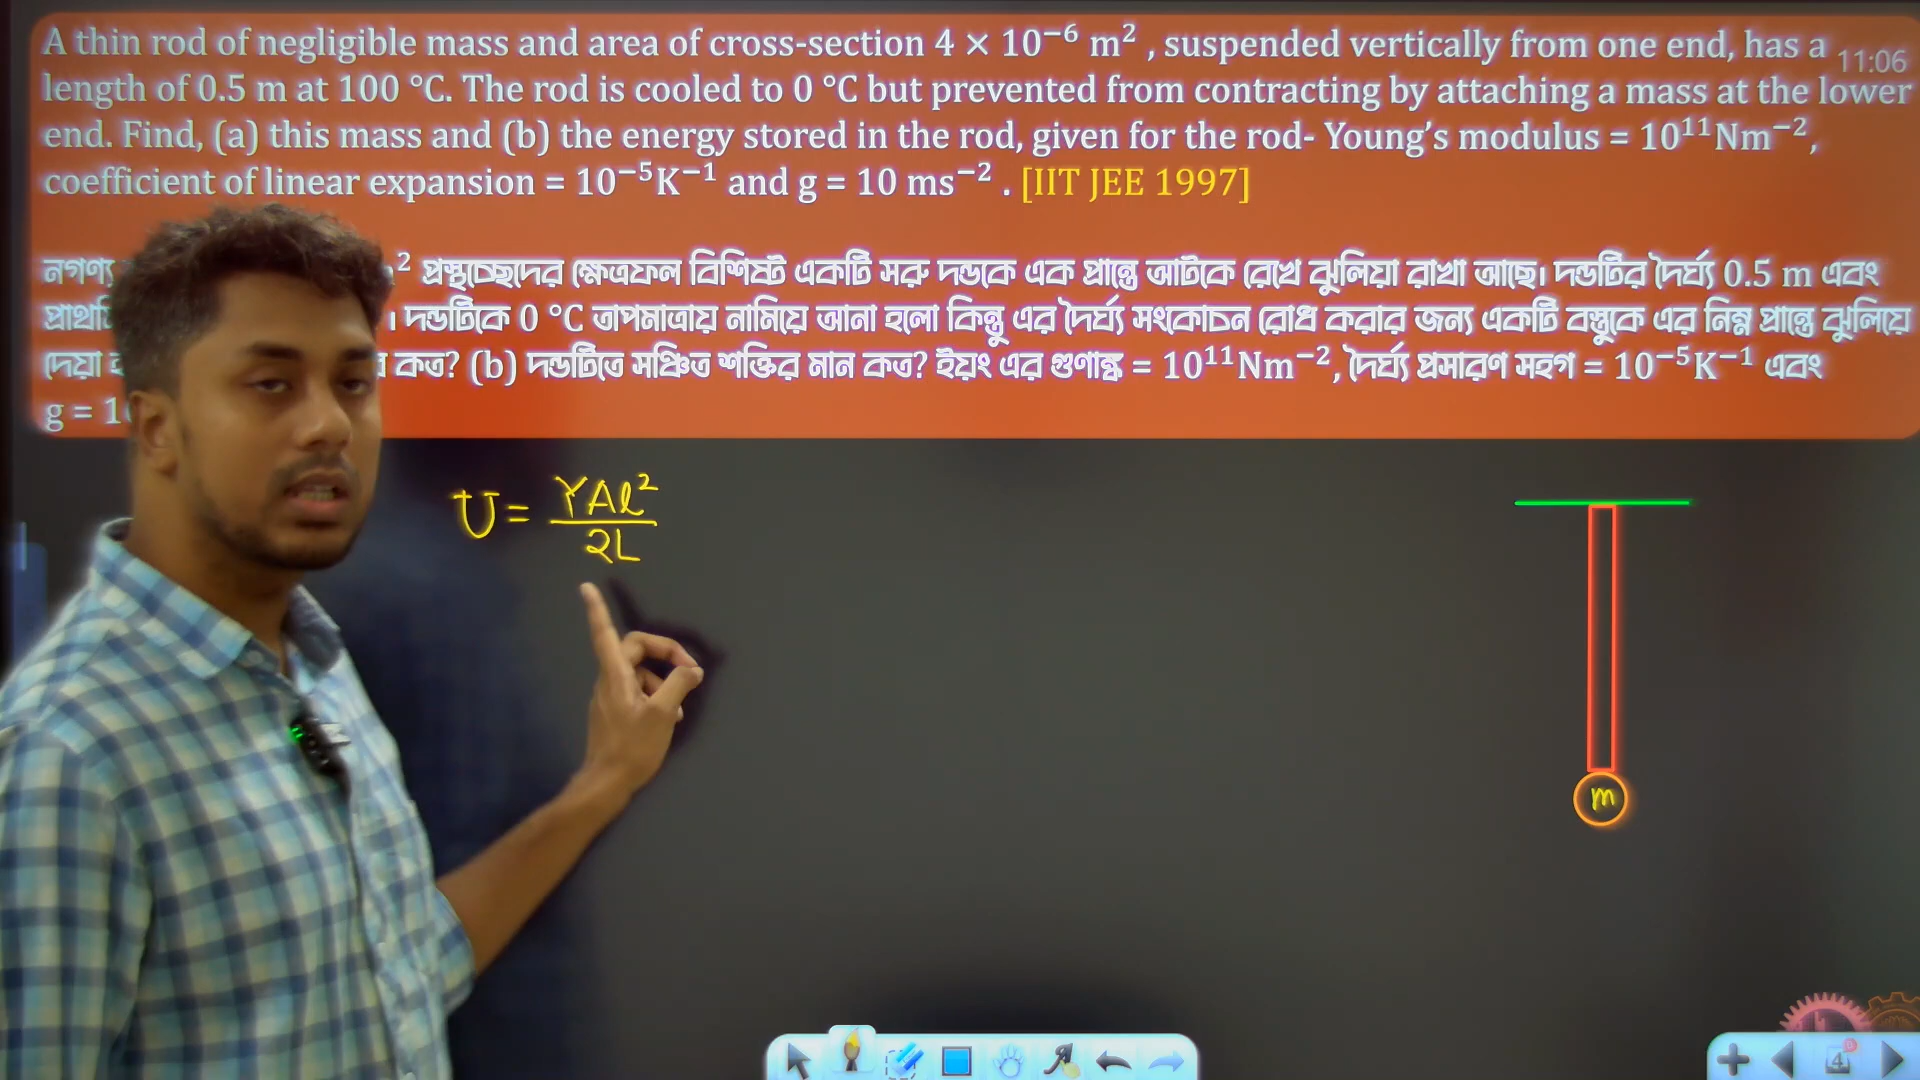 A thin rod of negligible mass and area of cross-section 4 × 10⁻⁶ m² , suspended vertically from one end, has a
11:06
length of 0.5 m at 100 °C. The rod is cooled to 0 °C but prevented from contracting by attaching a mass at the lower
end. Find, (a) this mass and (b) the energy stored in the rod, given for the rod- Young's modulus = 10¹¹Nm⁻²,
coefficient of linear expansion = 10⁻⁵K⁻¹ and g = 10 ms⁻² . [IIT JEE 1997]
নগণ্য ² প্রস্থচ্ছেদের ক্ষেত্রফল বিশিষ্ট একটি সরু দন্ডকে এক প্রান্তে আটকে রেখে ঝুলিয়া রাখা আছে। দন্ডটির দৈর্ঘ্য 0.5 m এবং
। দন্ডটিকে 0 °C তাপমাত্রায় নামিয়ে আনা হলো কিন্তু এর দৈর্ঘ্য সংকোচন রোধ করার জন্য একটি বস্তুকে এর নিম্ন প্রান্তে ঝুলিয়ে
দেয়া কত? (b) দন্ডটিতে সঞ্চিত শক্তির মান কত? ইয়ং এর গুণাঙ্ক = 10¹¹Nm⁻², দৈর্ঘ্য প্রসারণ সহগ = 10⁻⁵K⁻¹ এবং
g = 1
U = YAl²/2L
m
4